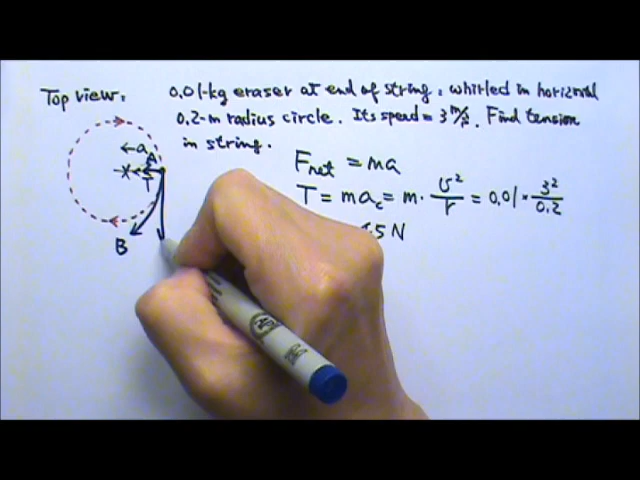 Top view: 0.01-kg eraser at end of string, whirled in horizontal
0.2-m radius circle. Its speed = 3 m/s. Find tension
in string.
a
A
T
B
Fnet = ma
T = mac = m · v²/r = 0.01 × 3²/0.2
5 N